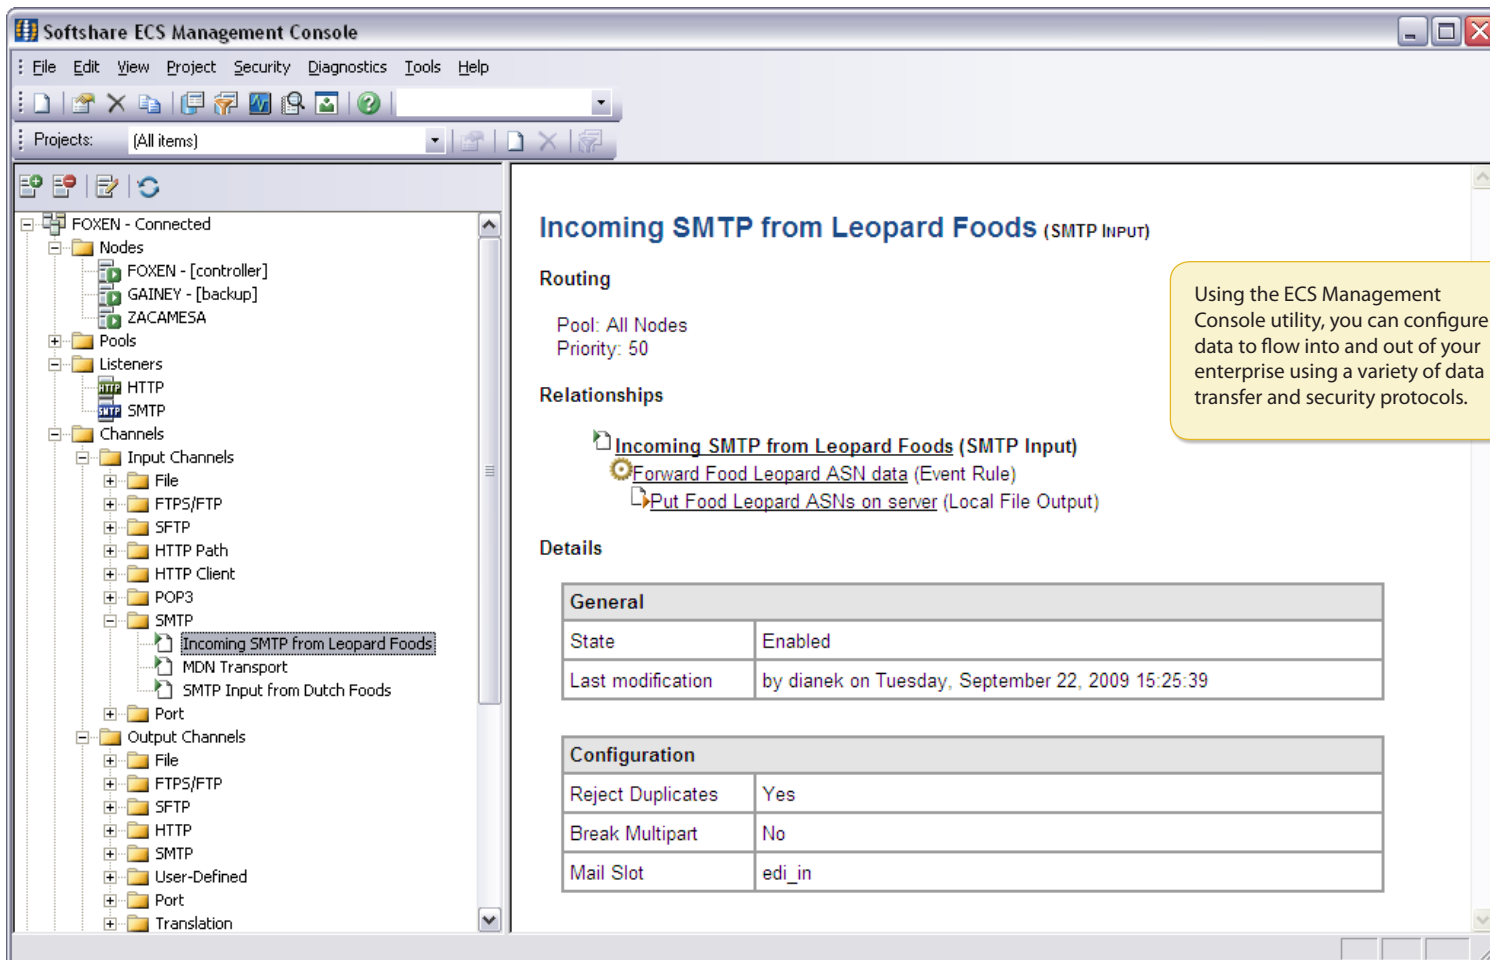 Softshare ECS Management Console
File Edit View Project Security Diagnostics Tools Help
Projects: (All items)
FOXEN - Connected
Nodes
FOXEN - [controller]
GAINEY - [backup]
ZACAMESA
Pools
Listeners
HTTP HTTP
SMTP SMTP
Channels
Input Channels
File
FTPS/FTP
SFTP
HTTP Path
HTTP Client
POP3
SMTP
Incoming SMTP from Leopard Foods
MDN Transport
SMTP Input from Dutch Foods
Port
Output Channels
File
FTPS/FTP
SFTP
HTTP
SMTP
User-Defined
Port
Translation
Incoming SMTP from Leopard Foods (SMTP INPUT)
Routing
Pool: All Nodes
Priority: 50
Relationships
Incoming SMTP from Leopard Foods (SMTP Input)
Forward Food Leopard ASN data (Event Rule)
Put Food Leopard ASNs on server (Local File Output)
Details
General
State Enabled
Last modification by dianek on Tuesday, September 22, 2009 15:25:39
Configuration
Reject Duplicates Yes
Break Multipart No
Mail Slot edi_in
Using the ECS Management
Console utility, you can configure
data to flow into and out of your
enterprise using a variety of data
transfer and security protocols.